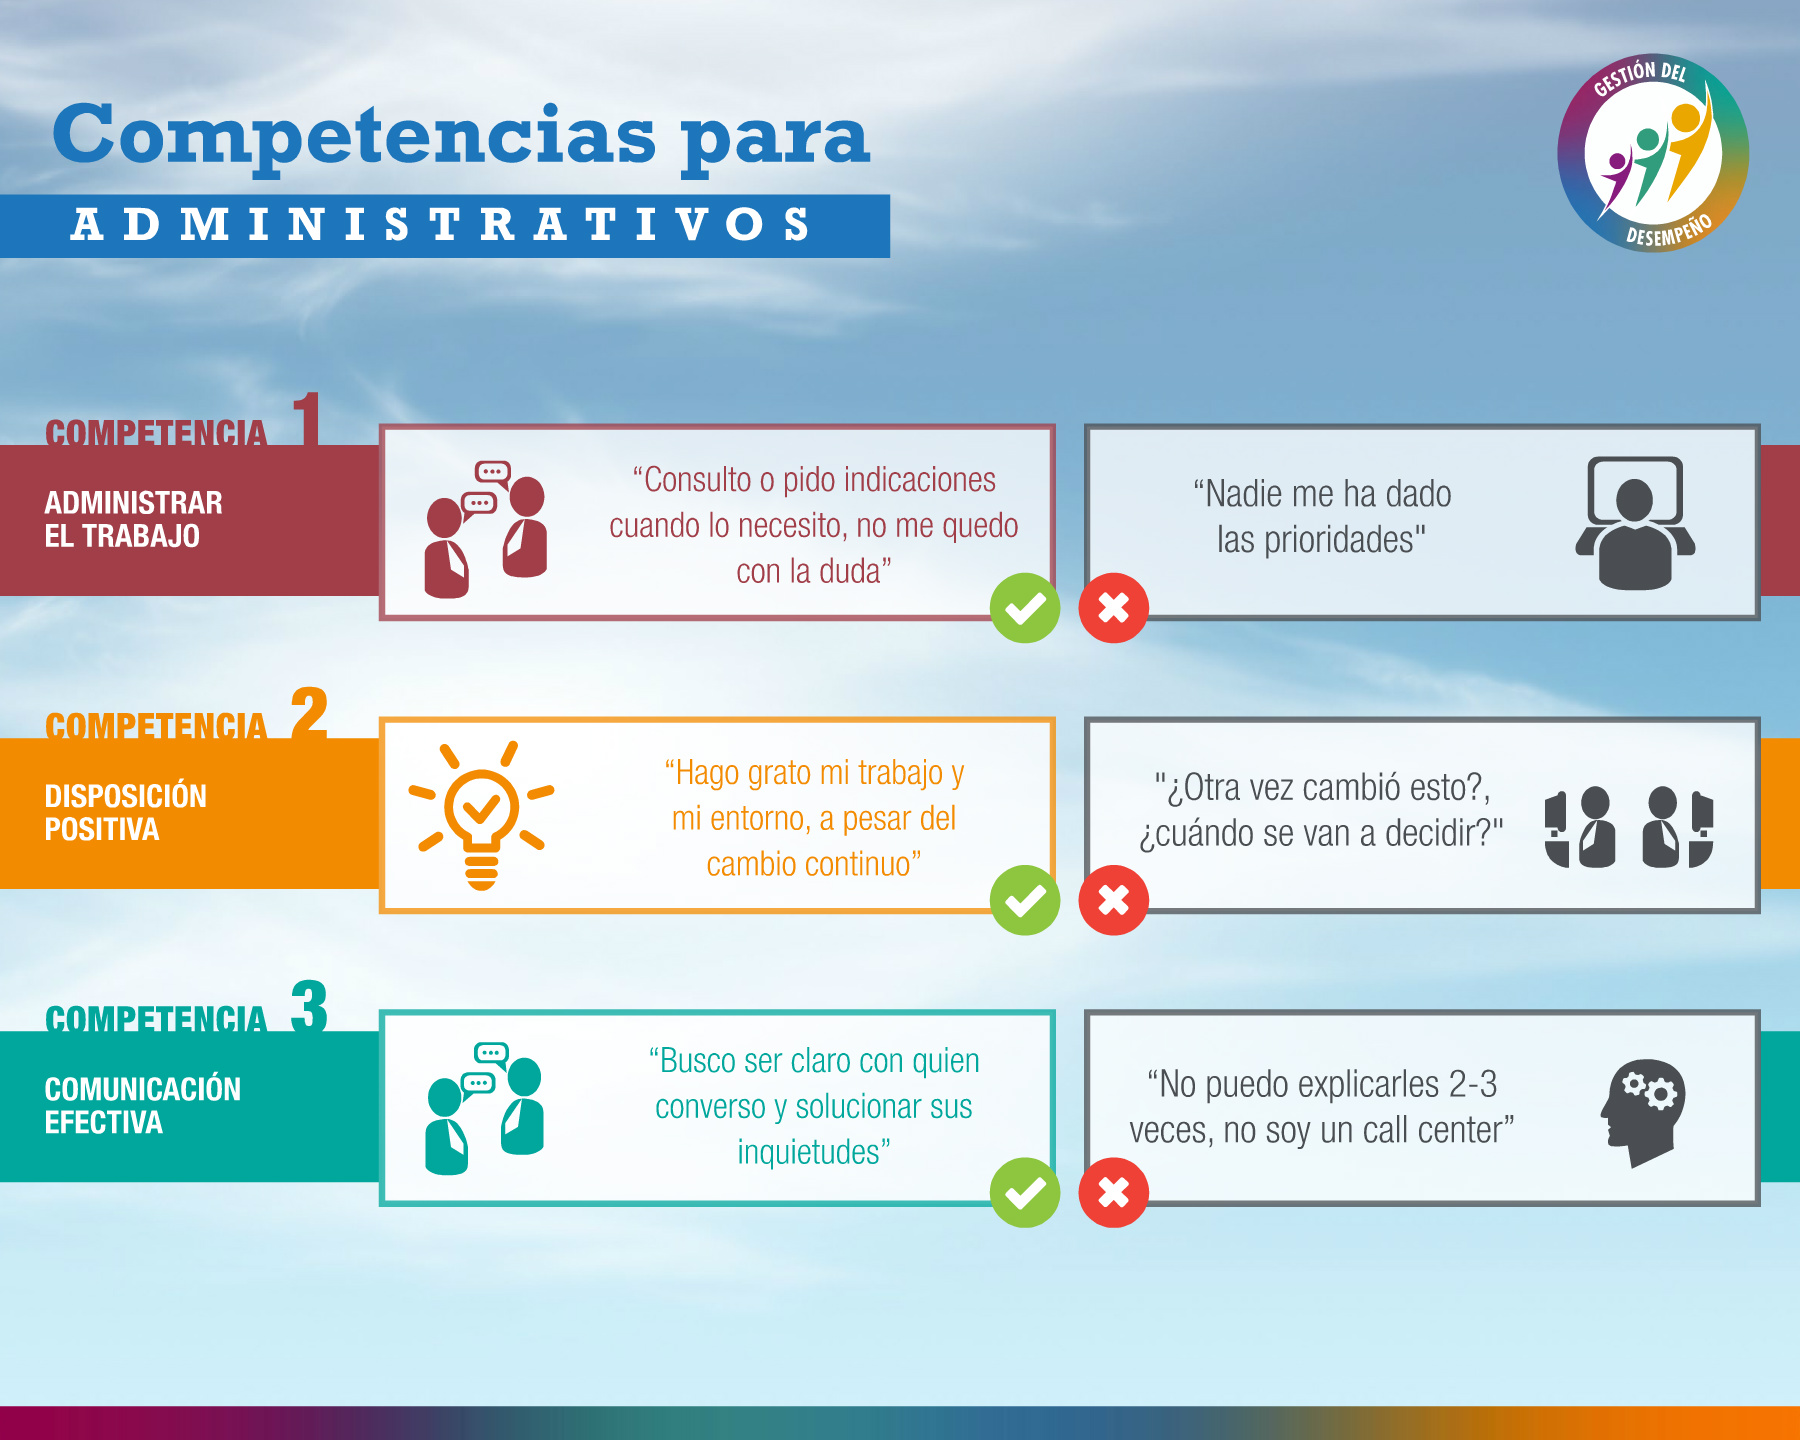 Competencias para
ADMINISTRATIVOS
GESTIÓN DEL
DESEMPEÑO
COMPETENCIA 1
ADMINISTRAR
EL TRABAJO
“Consulto o pido indicaciones
cuando lo necesito, no me quedo
con la duda”
“Nadie me ha dado
las prioridades"
COMPETENCIA 2
DISPOSICIÓN
POSITIVA
“Hago grato mi trabajo y
mi entorno, a pesar del
cambio continuo”
"¿Otra vez cambió esto?,
¿cuándo se van a decidir?"
COMPETENCIA 3
COMUNICACIÓN
EFECTIVA
“Busco ser claro con quien
converso y solucionar sus
inquietudes”
“No puedo explicarles 2-3
veces, no soy un call center”